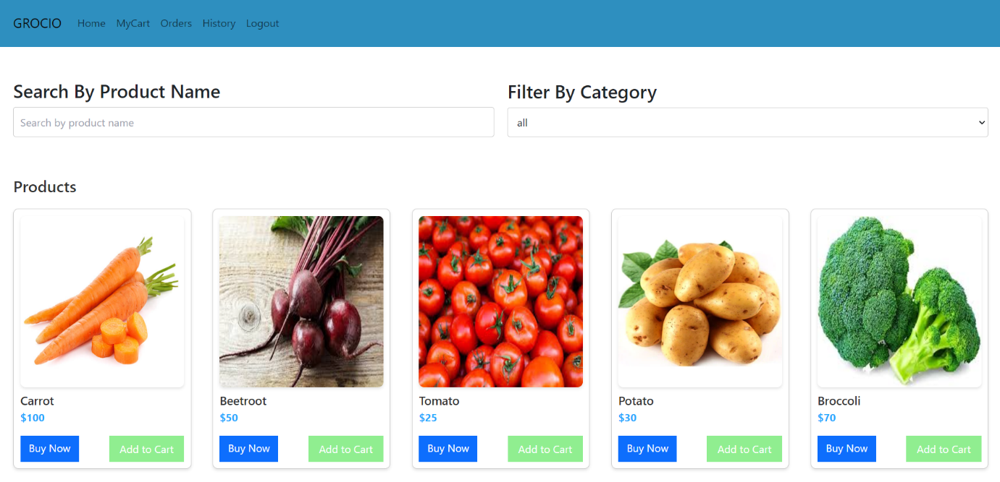 GROCIO Home MyCart Orders History Logout
Search By Product Name
Search by product name
Filter By Category
all
Products
Carrot
$100
Buy Now Add to Cart
Beetroot
$50
Buy Now Add to Cart
Tomato
$25
Buy Now Add to Cart
Potato
$30
Buy Now Add to Cart
Broccoli
$70
Buy Now Add to Cart